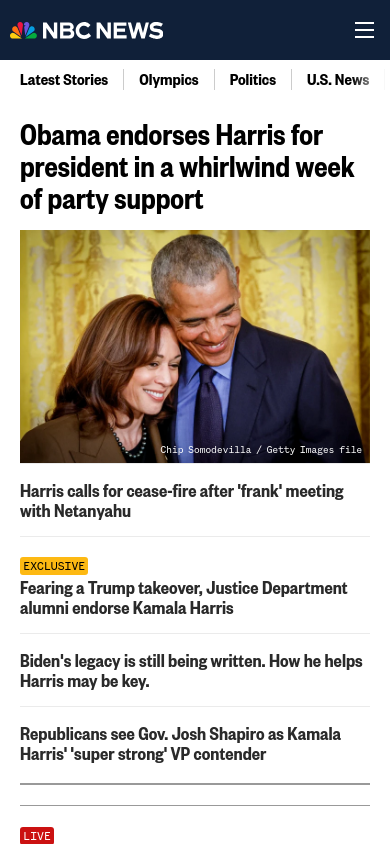 NBC NEWS
Latest Stories Olympics Politics U.S. News
Obama endorses Harris for
president in a whirlwind week
of party support
Chip Somodevilla / Getty Images file
Harris calls for cease-fire after 'frank' meeting
with Netanyahu
EXCLUSIVE
Fearing a Trump takeover, Justice Department
alumni endorse Kamala Harris
Biden's legacy is still being written. How he helps
Harris may be key.
Republicans see Gov. Josh Shapiro as Kamala
Harris' 'super strong' VP contender
LIVE